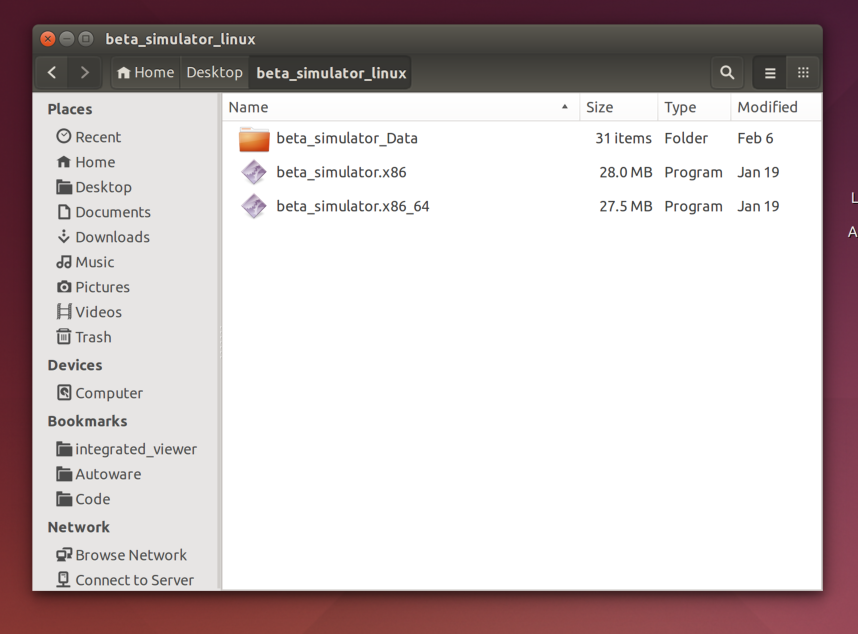 beta_simulator_linux
Home Desktop beta_simulator_linux
Places
Recent
Home
Desktop
Documents
Downloads
Music
Pictures
Videos
Trash
Devices
Computer
Bookmarks
integrated_viewer
Autoware
Code
Network
Browse Network
Connect to Server
Name Size Type Modified
beta_simulator_Data 31 items Folder Feb 6
beta_simulator.x86 28.0 MB Program Jan 19
beta_simulator.x86_64 27.5 MB Program Jan 19
L
A